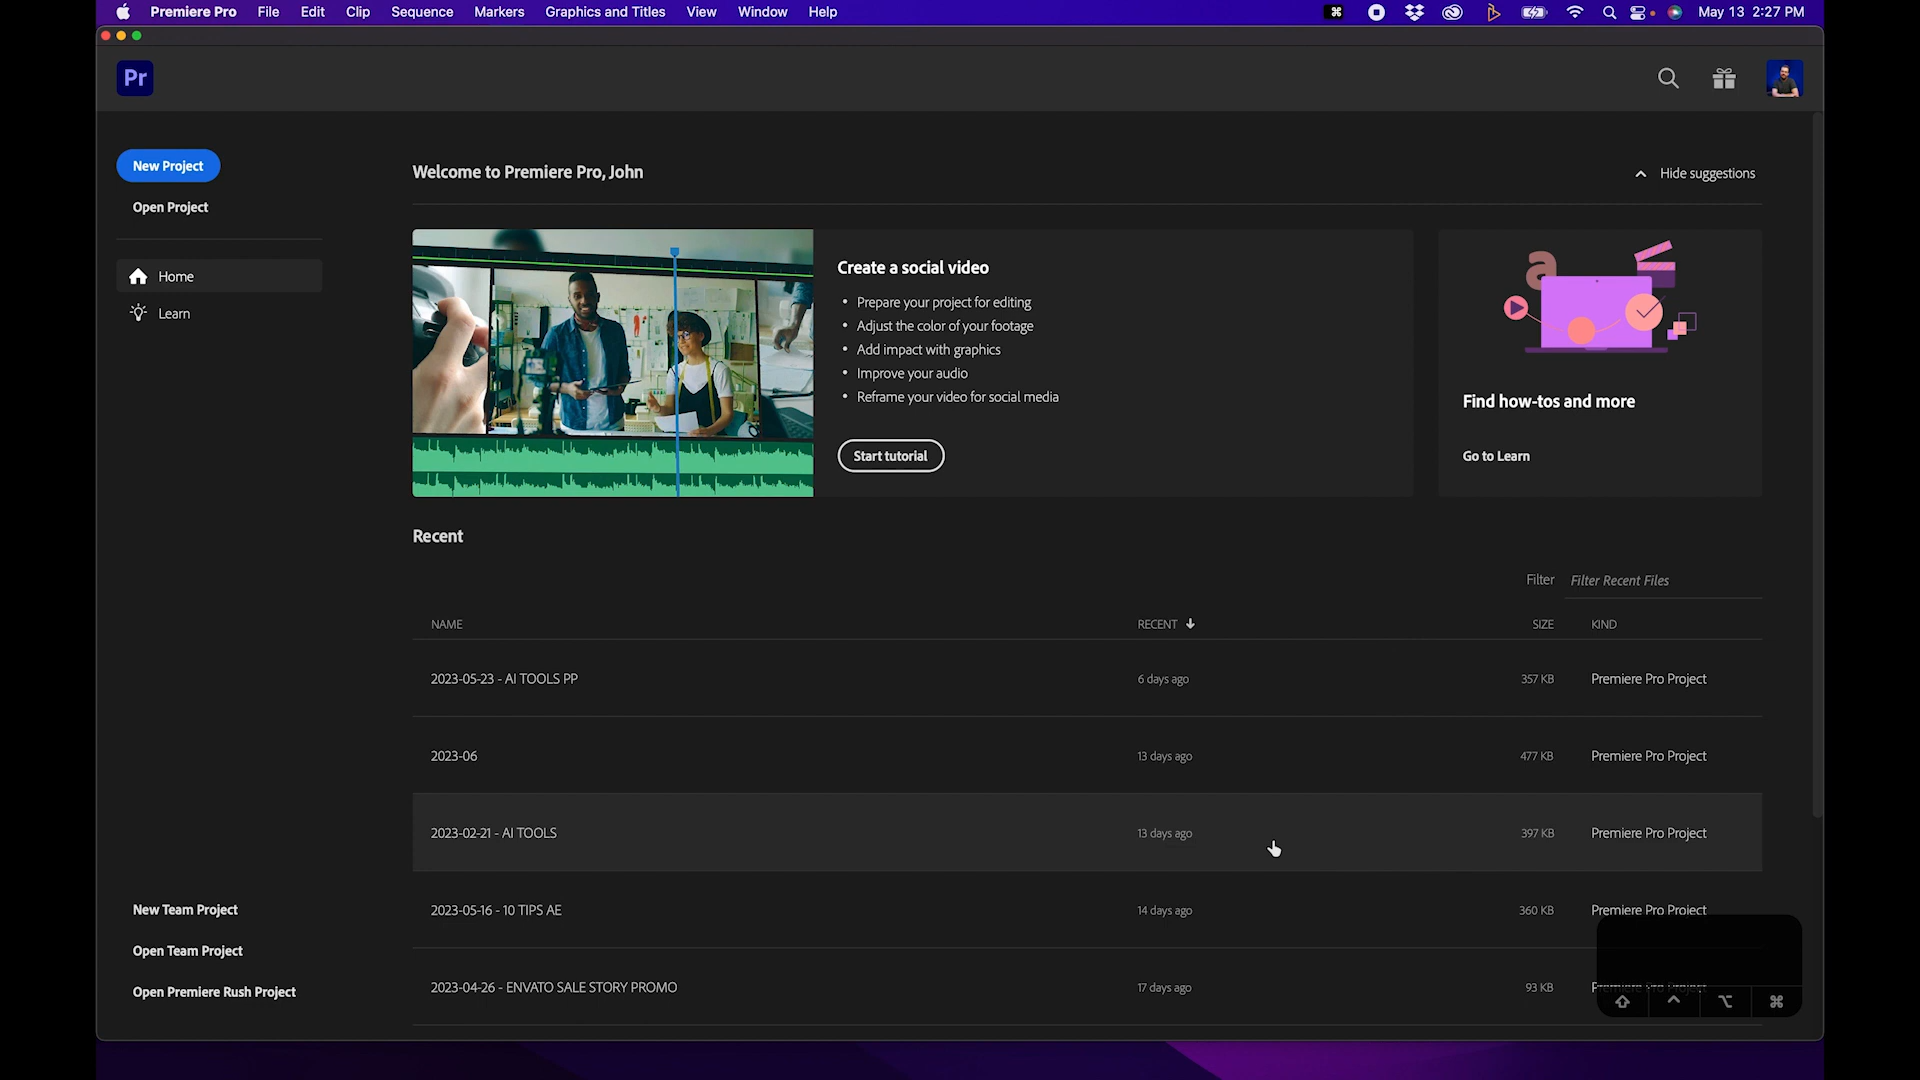 Premiere Pro File Edit Clip Sequence Markers Graphics and Titles View Window Help May 13 2:27 PM
Pr
New Project
Open Project
Home
Learn
Welcome to Premiere Pro, John
Hide suggestions
Create a social video
• Prepare your project for editing
• Adjust the color of your footage
• Add impact with graphics
• Improve your audio
• Reframe your video for social media
Start tutorial
a
Find how-tos and more
Go to Learn
Recent
Filter Filter Recent Files
NAME RECENT SIZE KIND
2023-05-23 - AI TOOLS PP 6 days ago 357 KB Premiere Pro Project
2023-06 13 days ago 477 KB Premiere Pro Project
2023-02-21 - AI TOOLS 13 days ago 397 KB Premiere Pro Project
2023-05-16 - 10 TIPS AE 14 days ago 360 KB Premiere Pro Project
2023-04-26 - ENVATO SALE STORY PROMO 17 days ago 93 KB Premiere Pro Project
New Team Project
Open Team Project
Open Premiere Rush Project